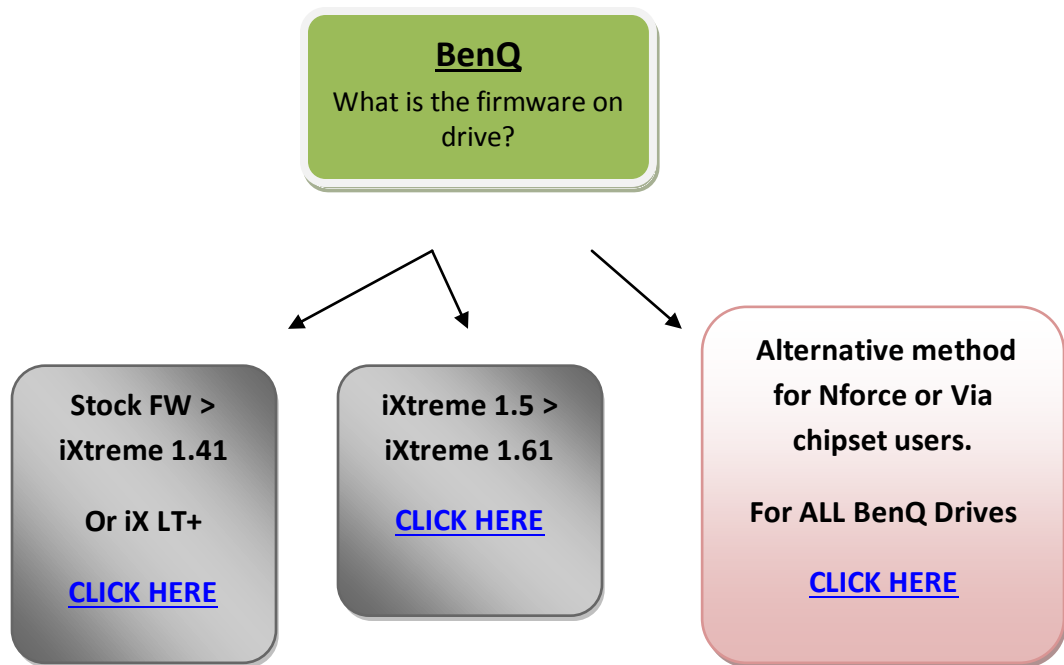 BenQ
What is the firmware on
drive?
Stock FW >
iXtreme 1.41
Or iX LT+
CLICK HERE
iXtreme 1.5 >
iXtreme 1.61
CLICK HERE
Alternative method
for Nforce or Via
chipset users.
For ALL BenQ Drives
CLICK HERE